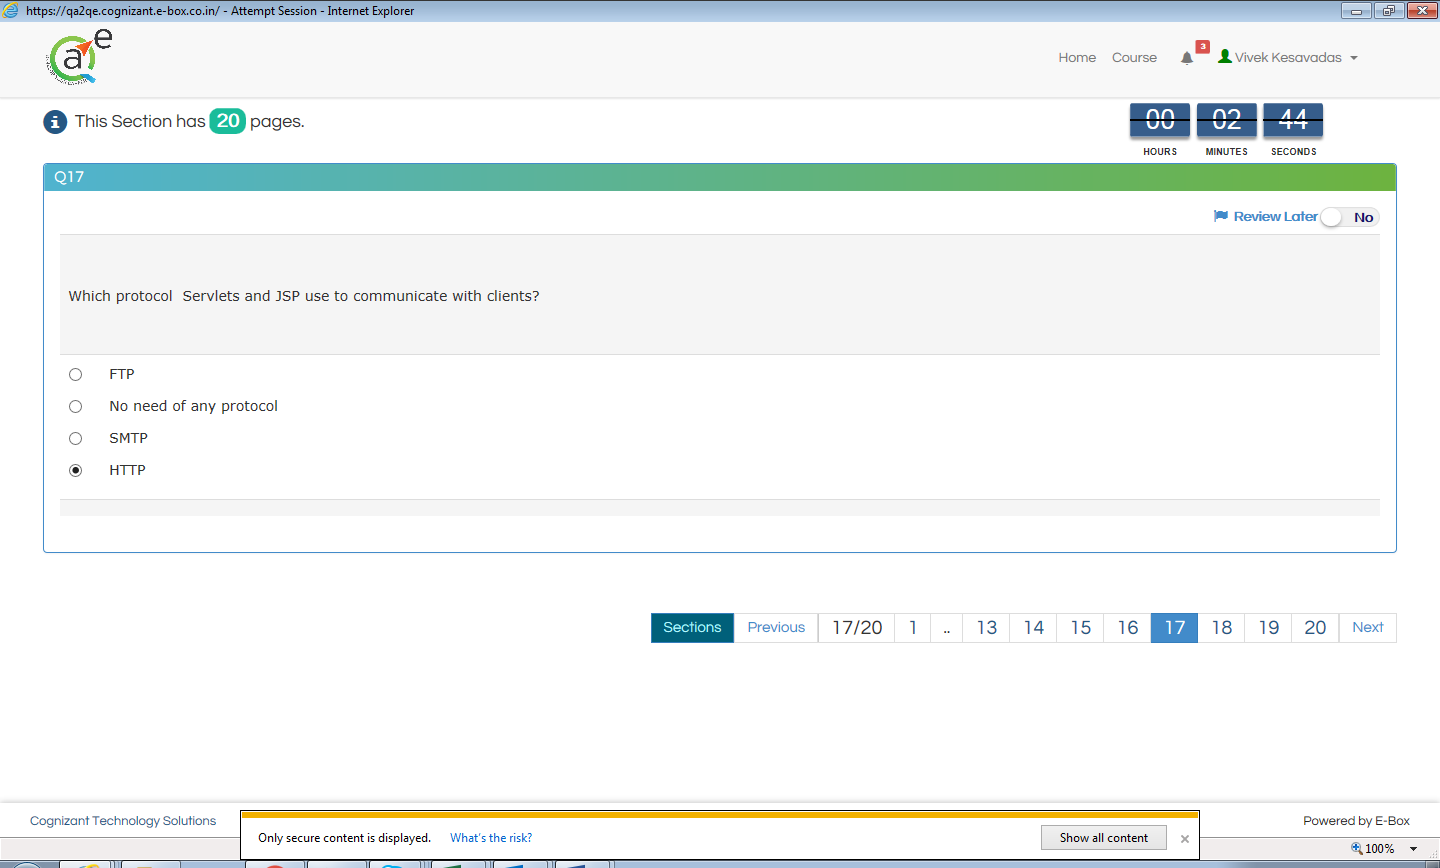 https://qa2qe.cognizant.e-box.co.in/ - Attempt Session - Internet Explorer
a e
Home Course 3 Vivek Kesavadas
This Section has 20 pages.
00 02 44
HOURS MINUTES SECONDS
Q17
Review Later No
Which protocol  Servlets and JSP use to communicate with clients?
FTP
No need of any protocol
SMTP
HTTP
Sections Previous 17/20 1 .. 13 14 15 16 17 18 19 20 Next
Cognizant Technology Solutions
Powered by E-Box
Only secure content is displayed. What's the risk? Show all content ×
100%